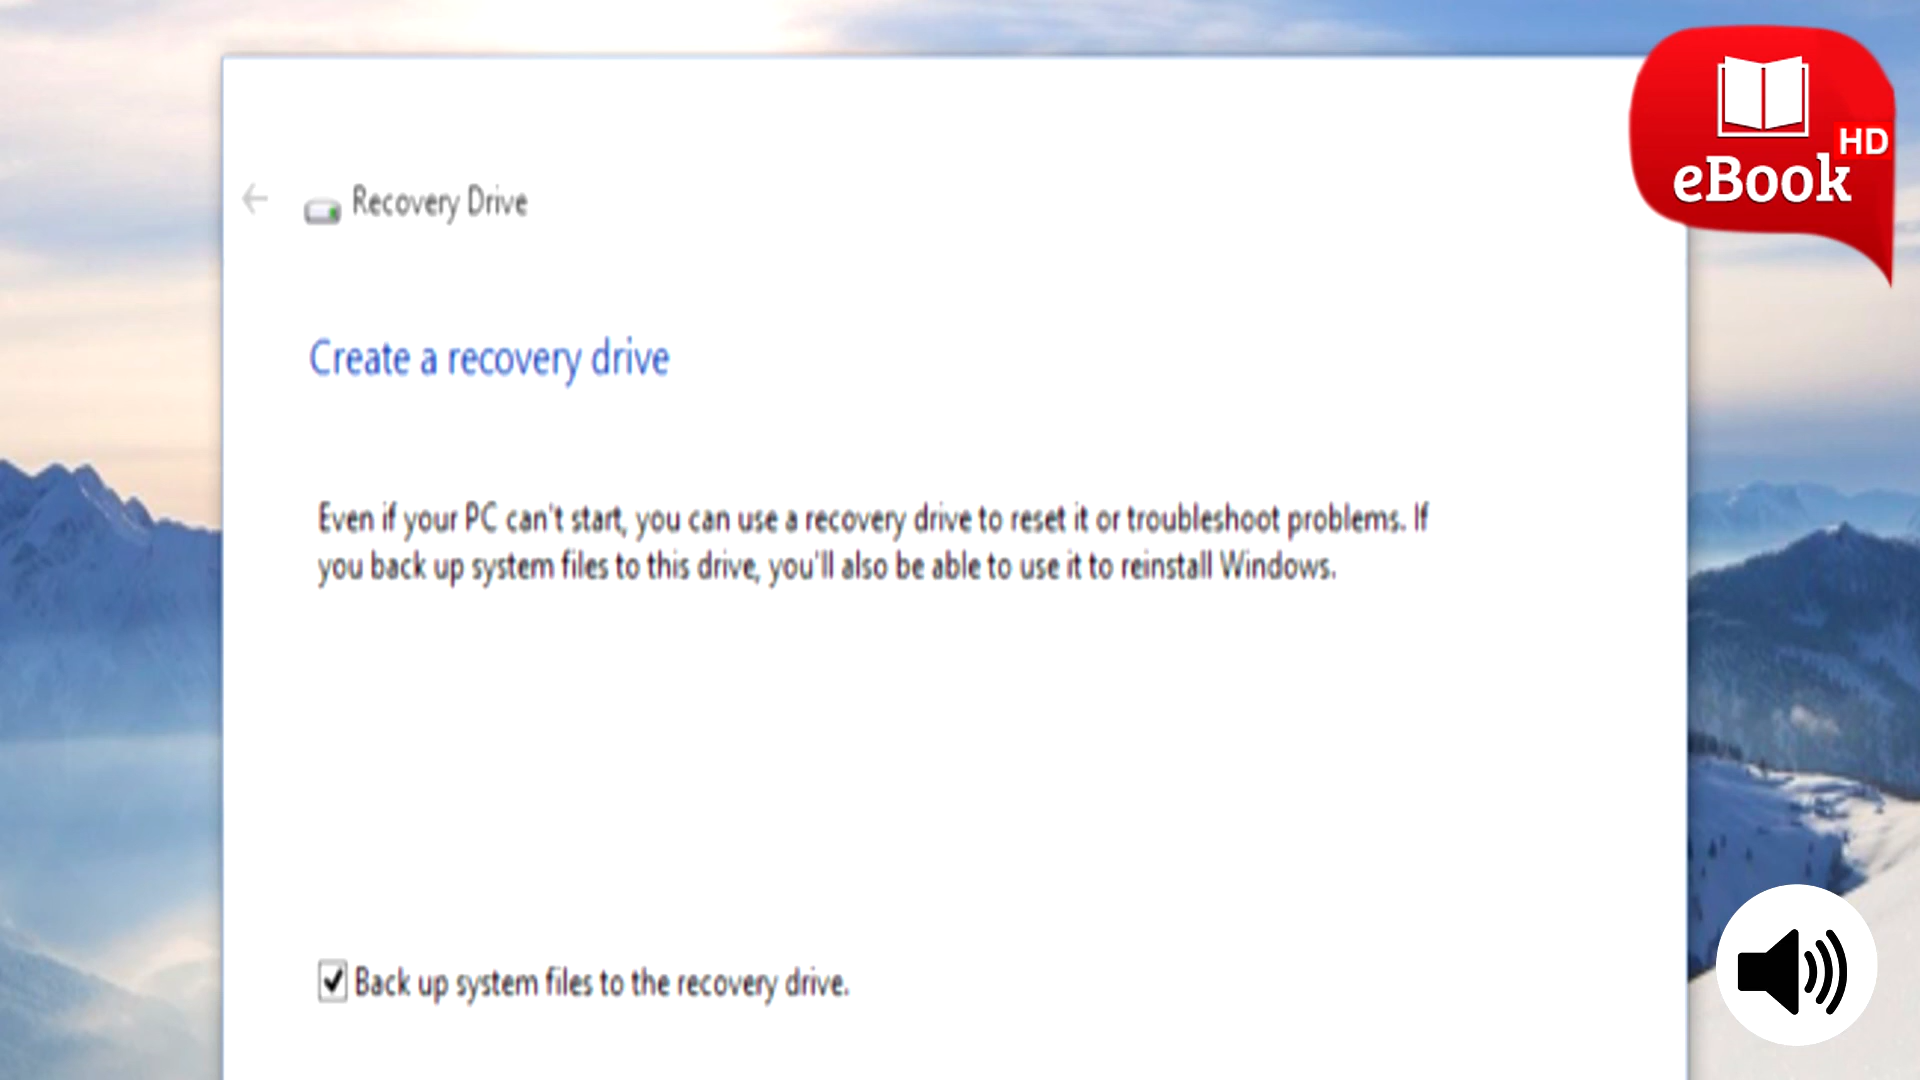 HD
eBook
Recovery Drive
Create a recovery drive
Even if your PC can't start, you can use a recovery drive to reset it or troubleshoot problems. If
you back up system files to this drive, you'll also be able to use it to reinstall Windows.
Back up system files to the recovery drive.